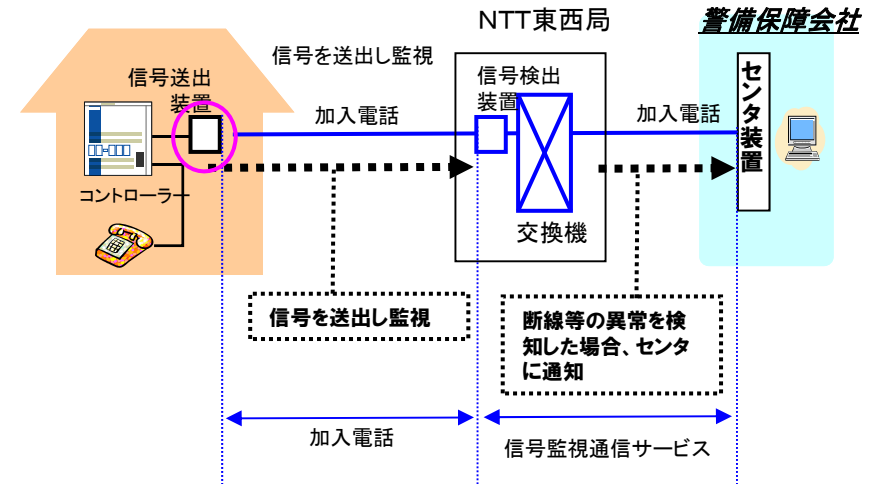 NTT東西局
警備保障会社
信号を送出し監視
信号送出
装置
信号検出
装置
加入電話
加入電話
センタ装置
コントローラー
交換機
信号を送出し監視
断線等の異常を検
知した場合、センタ
に通知
加入電話
信号監視通信サービス